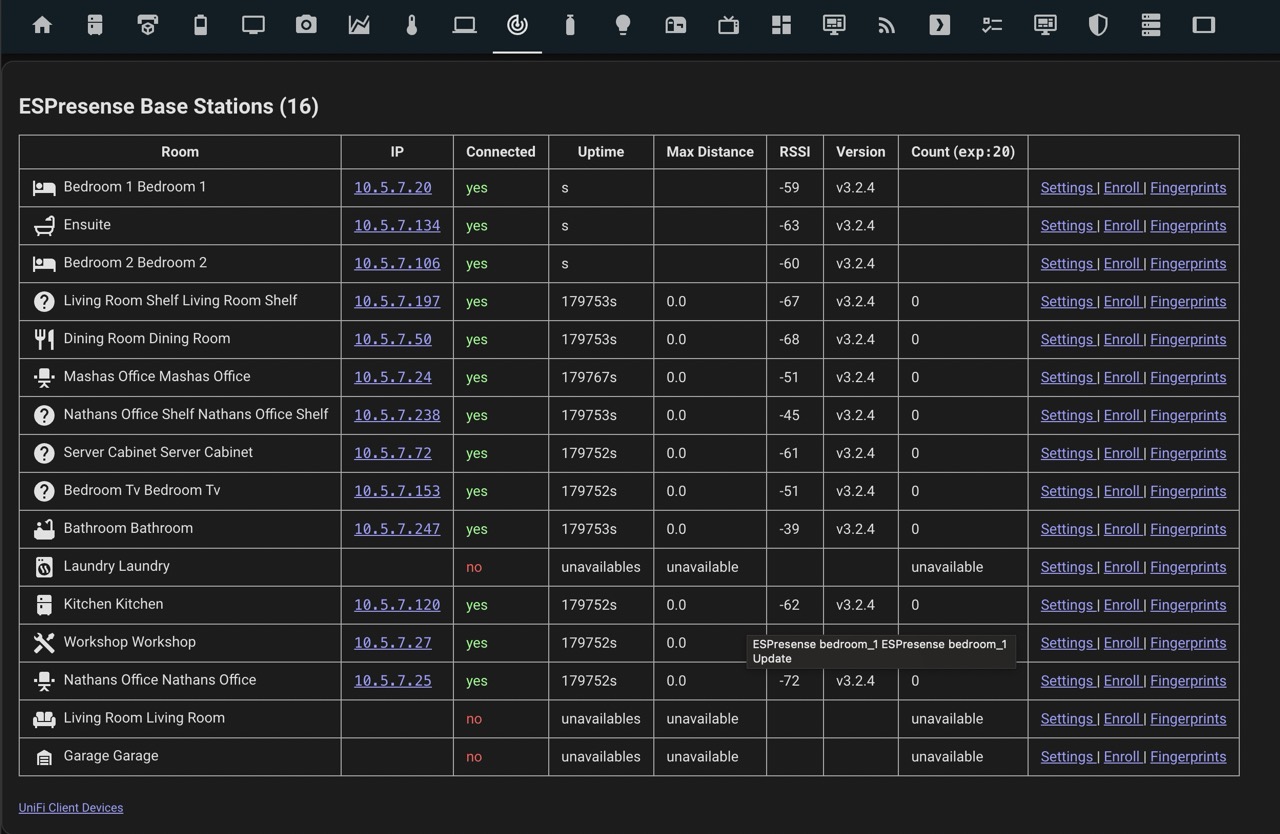 ESPresense Base Stations (16)
Room IP Connected Uptime Max Distance RSSI Version Count (exp:20)
Bedroom 1 Bedroom 1 10.5.7.20 yes s -59 v3.2.4 Settings | Enroll | Fingerprints
Ensuite 10.5.7.134 yes s -63 v3.2.4 Settings | Enroll | Fingerprints
Bedroom 2 Bedroom 2 10.5.7.106 yes s -60 v3.2.4 Settings | Enroll | Fingerprints
Living Room Shelf Living Room Shelf 10.5.7.197 yes 179753s 0.0 -67 v3.2.4 0 Settings | Enroll | Fingerprints
Dining Room Dining Room 10.5.7.50 yes 179753s 0.0 -68 v3.2.4 0 Settings | Enroll | Fingerprints
Mashas Office Mashas Office 10.5.7.24 yes 179767s 0.0 -51 v3.2.4 0 Settings | Enroll | Fingerprints
Nathans Office Shelf Nathans Office Shelf 10.5.7.238 yes 179753s 0.0 -45 v3.2.4 0 Settings | Enroll | Fingerprints
Server Cabinet Server Cabinet 10.5.7.72 yes 179752s 0.0 -61 v3.2.4 0 Settings | Enroll | Fingerprints
Bedroom Tv Bedroom Tv 10.5.7.153 yes 179752s 0.0 -51 v3.2.4 0 Settings | Enroll | Fingerprints
Bathroom Bathroom 10.5.7.247 yes 179753s 0.0 -39 v3.2.4 0 Settings | Enroll | Fingerprints
Laundry Laundry no unavailables unavailable unavailable Settings | Enroll | Fingerprints
Kitchen Kitchen 10.5.7.120 yes 179752s 0.0 -62 v3.2.4 0 Settings | Enroll | Fingerprints
Workshop Workshop 10.5.7.27 yes 179752s 0.0 Settings | Enroll | Fingerprints
ESPresense bedroom_1 ESPresense bedroom_1
Update
Nathans Office Nathans Office 10.5.7.25 yes 179752s 0.0 -72 v3.2.4 0 Settings | Enroll | Fingerprints
Living Room Living Room no unavailables unavailable unavailable Settings | Enroll | Fingerprints
Garage Garage no unavailables unavailable unavailable Settings | Enroll | Fingerprints
UniFi Client Devices